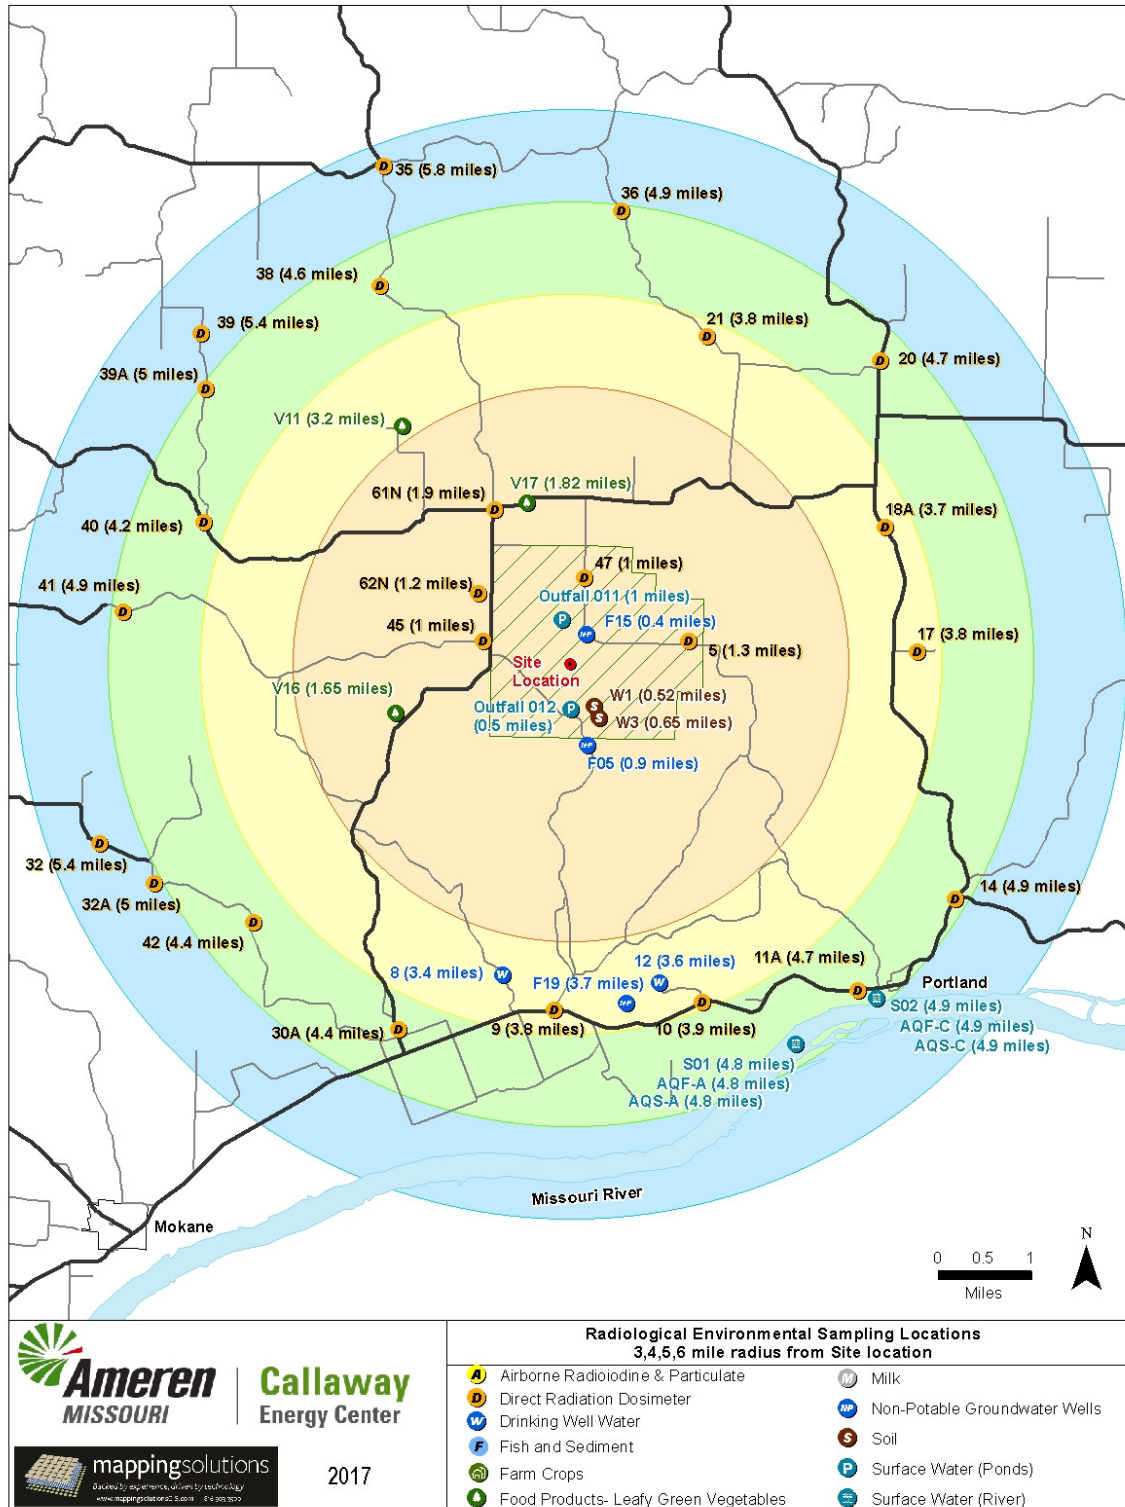 35 (5.8 miles)
36 (4.9 miles)
38 (4.6 miles)
39 (5.4 miles)
21 (3.8 miles)
20 (4.7 miles)
39A (5 miles)
V11 (3.2 miles)
V17 (1.82 miles)
61N (1.9 miles)
18A (3.7 miles)
40 (4.2 miles)
47 (1 miles)
41 (4.9 miles)
62N (1.2 miles)
Outfall 011 (1 miles)
F15 (0.4 miles)
45 (1 miles)
17 (3.8 miles)
5 (1.3 miles)
Site
Location
V16 (1.65 miles)
W1 (0.52 miles)
Outfall 012
(0.5 miles)
W3 (0.65 miles)
F05 (0.9 miles)
32 (5.4 miles)
14 (4.9 miles)
32A (5 miles)
42 (4.4 miles)
11A (4.7 miles)
12 (3.6 miles)
8 (3.4 miles)
F19 (3.7 miles)
Portland
S02 (4.9 miles)
AQF-C (4.9 miles)
AQS-C (4.9 miles)
30A (4.4 miles)
9 (3.8 miles)
10 (3.9 miles)
S01 (4.8 miles)
AQF-A (4.8 miles)
AQS-A (4.8 miles)
Missouri River
Mokane
N
0 0.5 1
Miles
Ameren
MISSOURI
Callaway
Energy Center
mappingsolutions
Backed by experience, driven by technology
www.mappingsolutionsGIS.com
2017
Radiological Environmental Sampling Locations
3,4,5,6 mile radius from Site location
A Airborne Radioiodine & Particulate
D Direct Radiation Dosimeter
W Drinking Well Water
F Fish and Sediment
Farm Crops
Food Products- Leafy Green Vegetables
M Milk
NP Non-Potable Groundwater Wells
S Soil
P Surface Water (Ponds)
Surface Water (River)